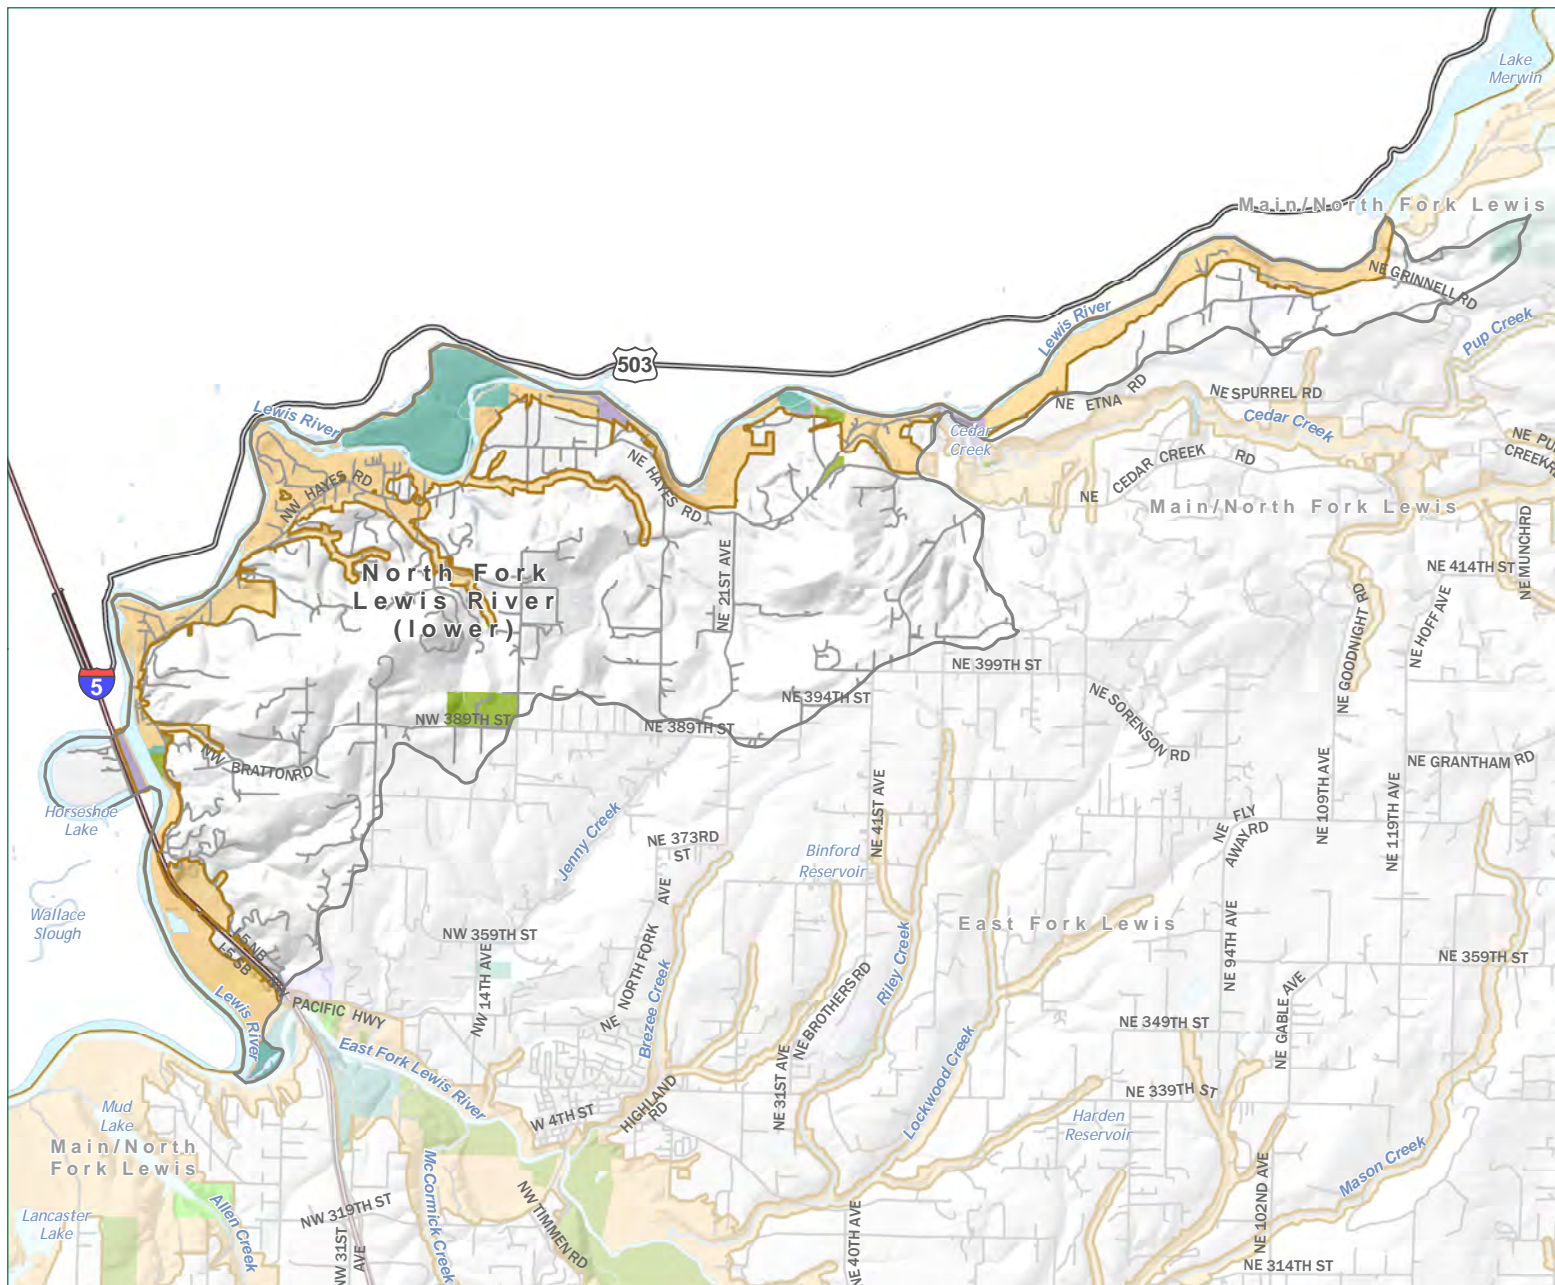 Lake
Merwin
Main/North Fork Lewis
NE GRINNELL RD
Lewis River
Pup Creek
503
NE ETNA RD
NE SPURREL RD
Lewis River
Cedar Creek
Cedar
Creek
NE CEDAR CREEK RD
NE HAYES RD
NW HAYES RD
Main/North Fork Lewis
NE MUNCH RD
NE 414TH ST
North Fork
Lewis River
(lower)
NE 21ST AVE
NE GOODNIGHT RD
NE HOFF AVE
5
NE 399TH ST
NE 394TH ST
NE SORENSON RD
NW 389TH ST
NE 389TH ST
NW BRATTON RD
NE GRANTHAM RD
Horseshoe
Lake
Jenny Creek
NE 373RD
ST
Binford
Reservoir
NE 41ST AVE
NE FLY
AWAY RD
NE 109TH AVE
NE 119TH AVE
Wallace
Slough
I-5 NB
I-5 SB
NW 359TH ST
NE NORTH FORK AVE
East Fork Lewis
NE 94TH AVE
NE 359TH ST
NW 14TH AVE
Brezee Creek
Riley Creek
NE BROTHERS RD
NE GABLE AVE
Lewis River
PACIFIC HWY
East Fork Lewis River
NE 349TH ST
Lockwood Creek
NE 31ST AVE
NE 339TH ST
Mud
Lake
W 4TH ST
HIGHLAND
RD
Harden
Reservoir
Main/North
Fork Lewis
McCormick Creek
NW TIMMEN RD
NE 102ND AVE
Mason Creek
Allen Creek
NW 319TH ST
Lancaster
Lake
NW 31ST
AVE
NE 40TH AVE
NE 314TH ST